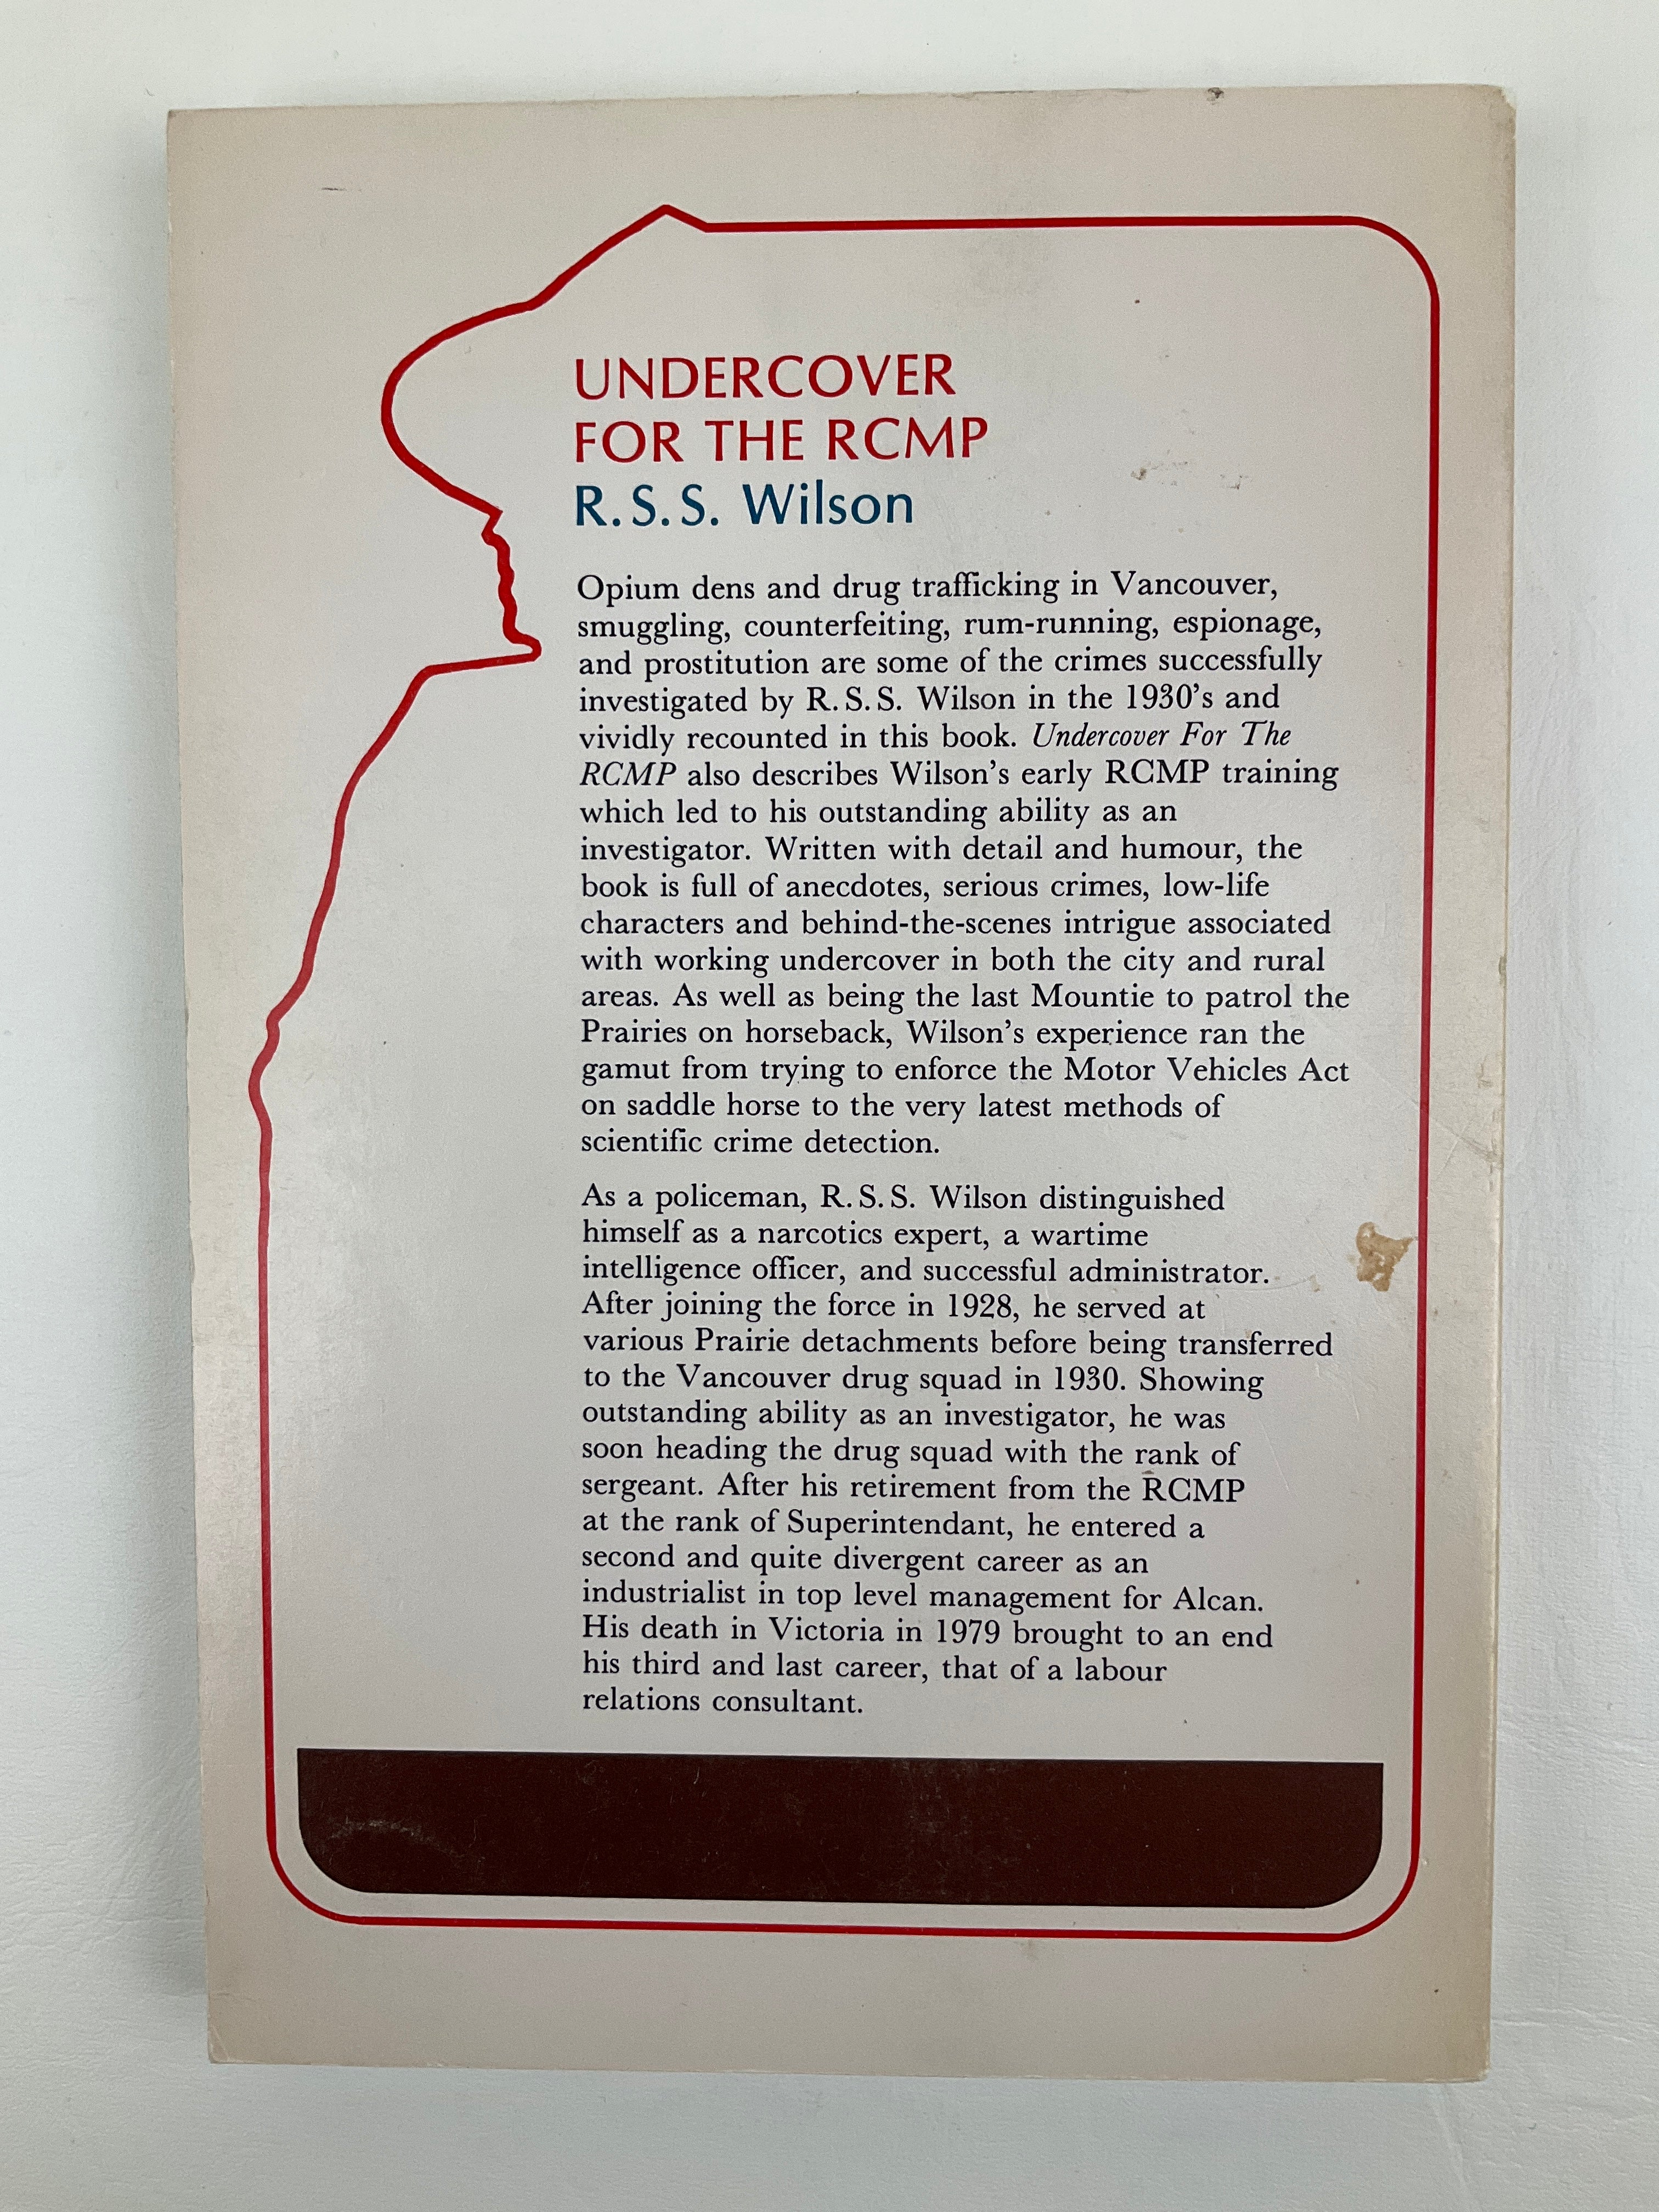 UNDERCOVER
FOR THE RCMP
R.S.S. Wilson
Opium dens and drug trafficking in Vancouver,
smuggling, counterfeiting, rum-running, espionage,
and prostitution are some of the crimes successfully
investigated by R.S.S. Wilson in the 1930's and
vividly recounted in this book. Undercover For The
RCMP also describes Wilson's early RCMP training
which led to his outstanding ability as an
investigator. Written with detail and humour, the
book is full of anecdotes, serious crimes, low-life
characters and behind-the-scenes intrigue associated
with working undercover in both the city and rural
areas. As well as being the last Mountie to patrol the
Prairies on horseback, Wilson's experience ran the
gamut from trying to enforce the Motor Vehicles Act
on saddle horse to the very latest methods of
scientific crime detection.
As a policeman, R.S.S. Wilson distinguished
himself as a narcotics expert, a wartime
intelligence officer, and successful administrator.
After joining the force in 1928, he served at
various Prairie detachments before being transferred
to the Vancouver drug squad in 1930. Showing
outstanding ability as an investigator, he was
soon heading the drug squad with the rank of
sergeant. After his retirement from the RCMP
at the rank of Superintendant, he entered a
second and quite divergent career as an
industrialist in top level management for Alcan.
His death in Victoria in 1979 brought to an end
his third and last career, that of a labour
relations consultant.